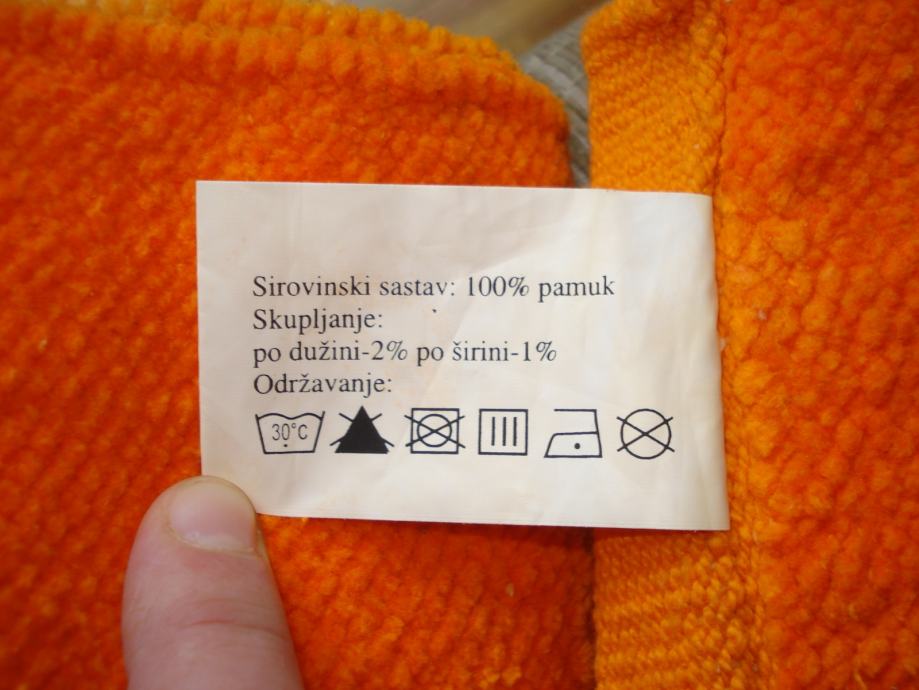 Sirovinski sastav: 100% pamuk
Skupljanje:
po dužini-2% po širini-1%
Održavanje:
30°C